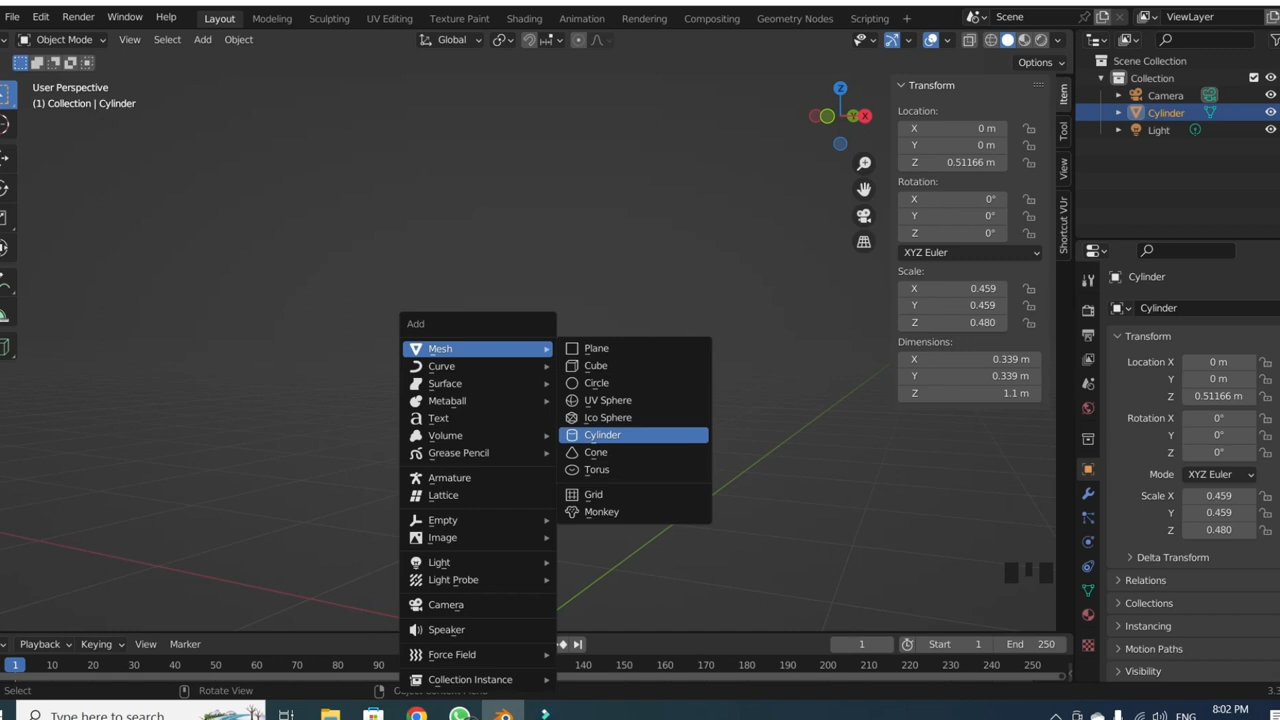 File Edit Render Window Help Layout Modeling Sculpting UV Editing Texture Paint Shading Animation Rendering Compositing Geometry Nodes Scripting + Scene ViewLayer
Object Mode View Select Add Object Global
Options
User Perspective
(1) Collection | Cylinder
Z
Y
X
Transform
Location:
X 0 m
Y 0 m
Z 0.51166 m
Rotation:
X 0°
Y 0°
Z 0°
XYZ Euler
Scale:
X 0.459
Y 0.459
Z 0.480
Dimensions:
X 0.339 m
Y 0.339 m
Z 1.1 m
Item
Tool
View
Shortcut VUr
Scene Collection
Collection
Camera
Cylinder
Light
Cylinder
Cylinder
Transform
Location X 0 m
Y 0 m
Z 0.51166 m
Rotation X 0°
Y 0°
Z 0°
Mode XYZ Euler
Scale X 0.459
Y 0.459
Z 0.480
Delta Transform
Relations
Collections
Instancing
Motion Paths
Visibility
Add
Mesh
Curve
Surface
Metaball
Text
Volume
Grease Pencil
Armature
Lattice
Empty
Image
Light
Light Probe
Camera
Speaker
Force Field
Collection Instance
Plane
Cube
Circle
UV Sphere
Ico Sphere
Cylinder
Cone
Torus
Grid
Monkey
Playback Keying View Marker 1 Start 1 End 250
1 10 20 30 40 50 60 70 80 90 130 140 150 160 170 180 190 200 210 220 230 240 250
Select Rotate View
Type here to search ENG 8:02 PM